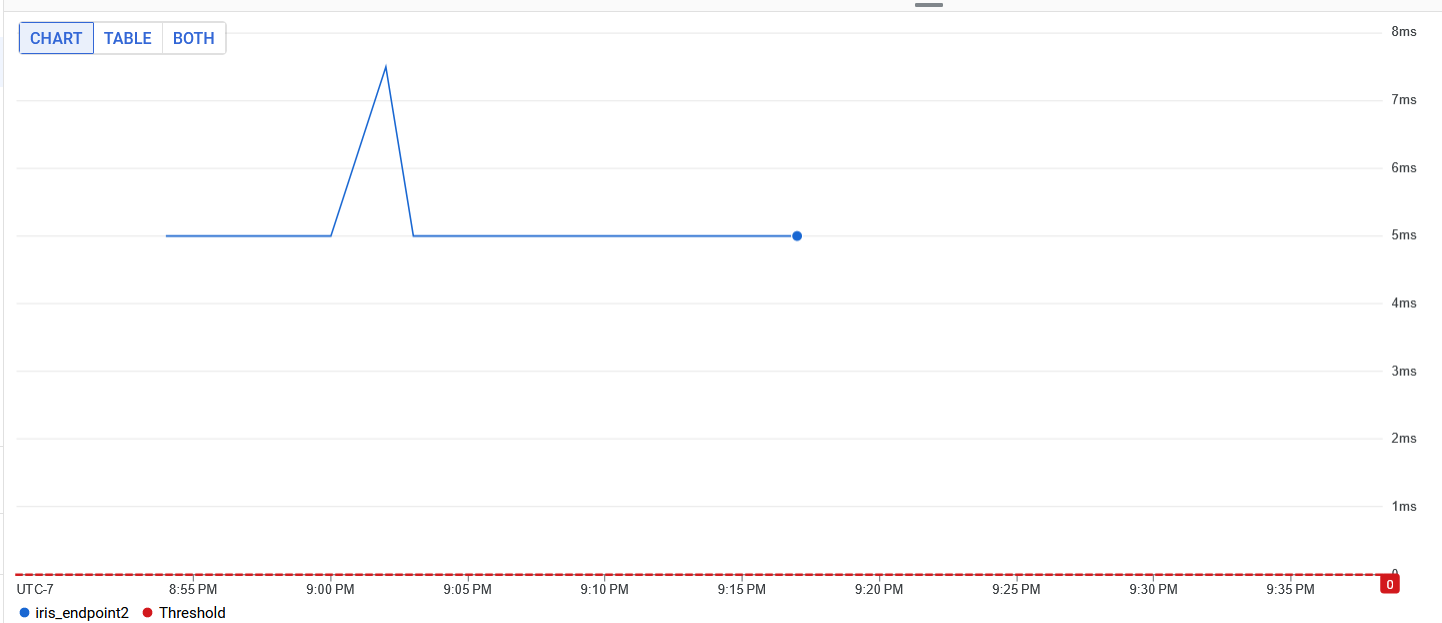 CHART TABLE BOTH
8ms
7ms
6ms
5ms
4ms
3ms
2ms
1ms
0
0
UTC-7 8:55 PM 9:00 PM 9:05 PM 9:10 PM 9:15 PM 9:20 PM 9:25 PM 9:30 PM 9:35 PM
iris_endpoint2 Threshold